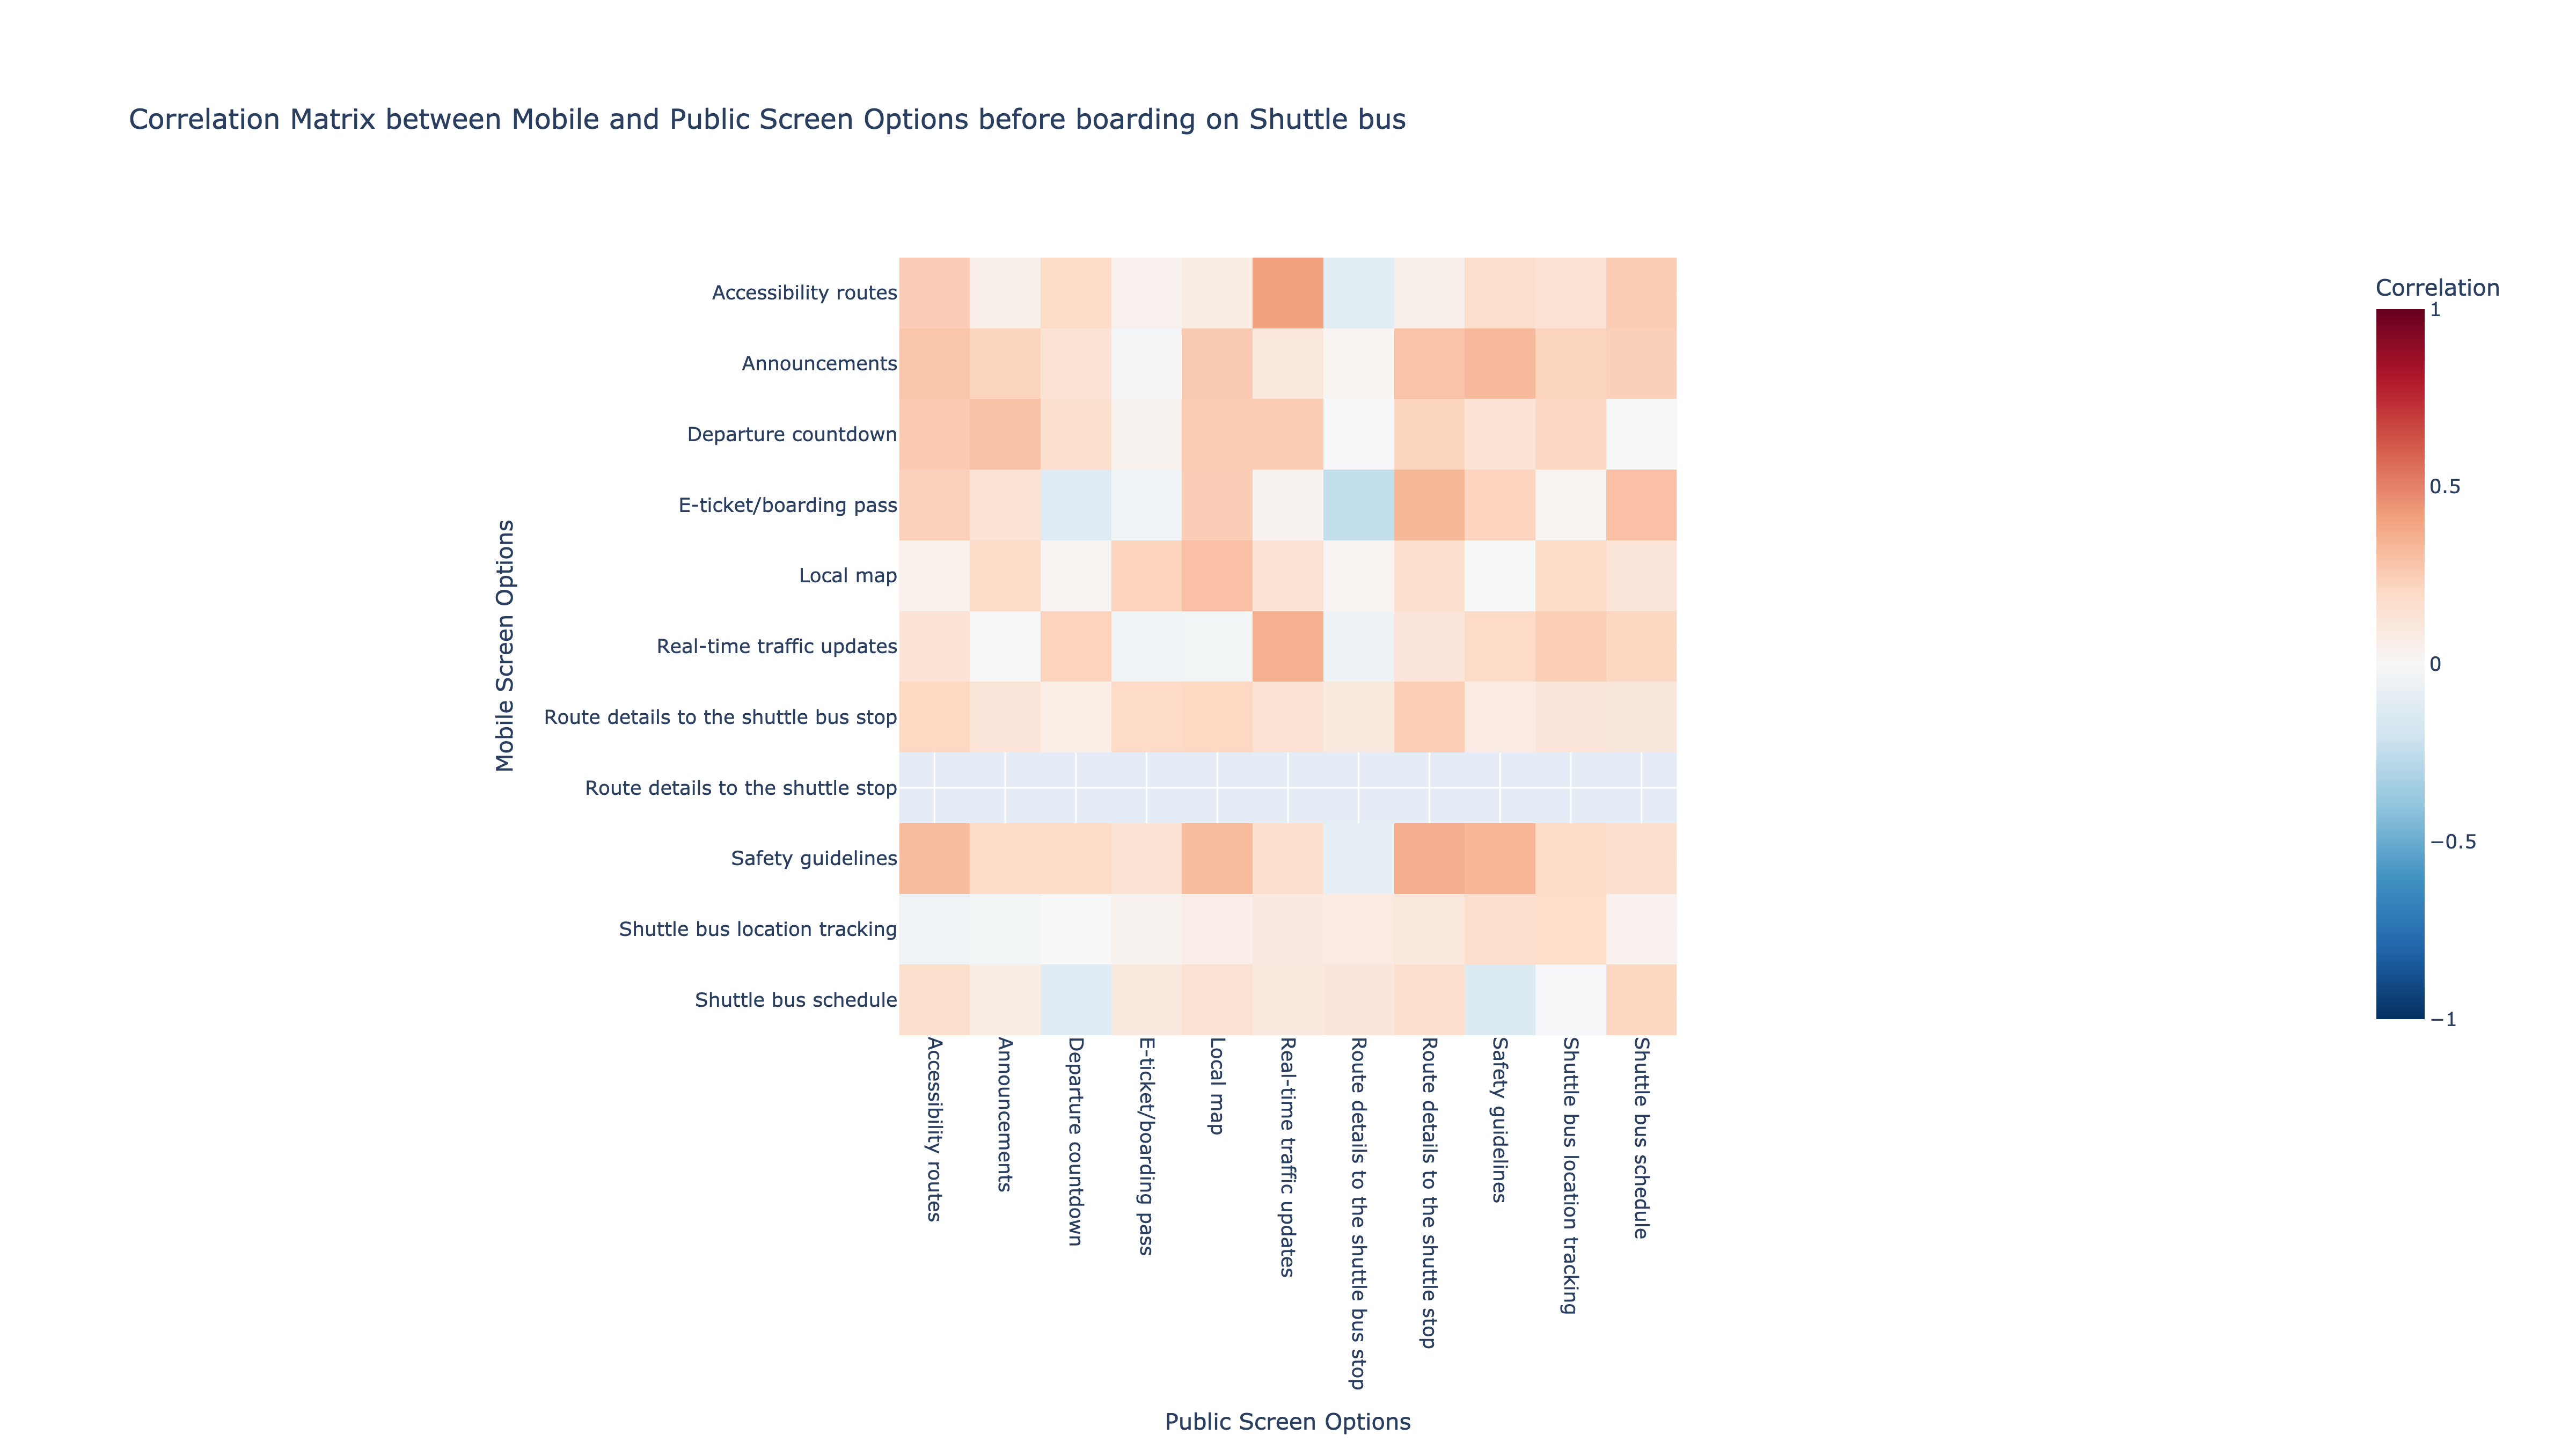 Correlation Matrix between Mobile and Public Screen Options before boarding on Shuttle bus
Mobile Screen Options
Accessibility routes
Announcements
Departure countdown
E-ticket/boarding pass
Local map
Real-time traffic updates
Route details to the shuttle bus stop
Route details to the shuttle stop
Safety guidelines
Shuttle bus location tracking
Shuttle bus schedule
Accessibility routes
Announcements
Departure countdown
E-ticket/boarding pass
Local map
Real-time traffic updates
Route details to the shuttle bus stop
Route details to the shuttle stop
Safety guidelines
Shuttle bus location tracking
Shuttle bus schedule
Public Screen Options
Correlation
1
0.5
0
−0.5
−1